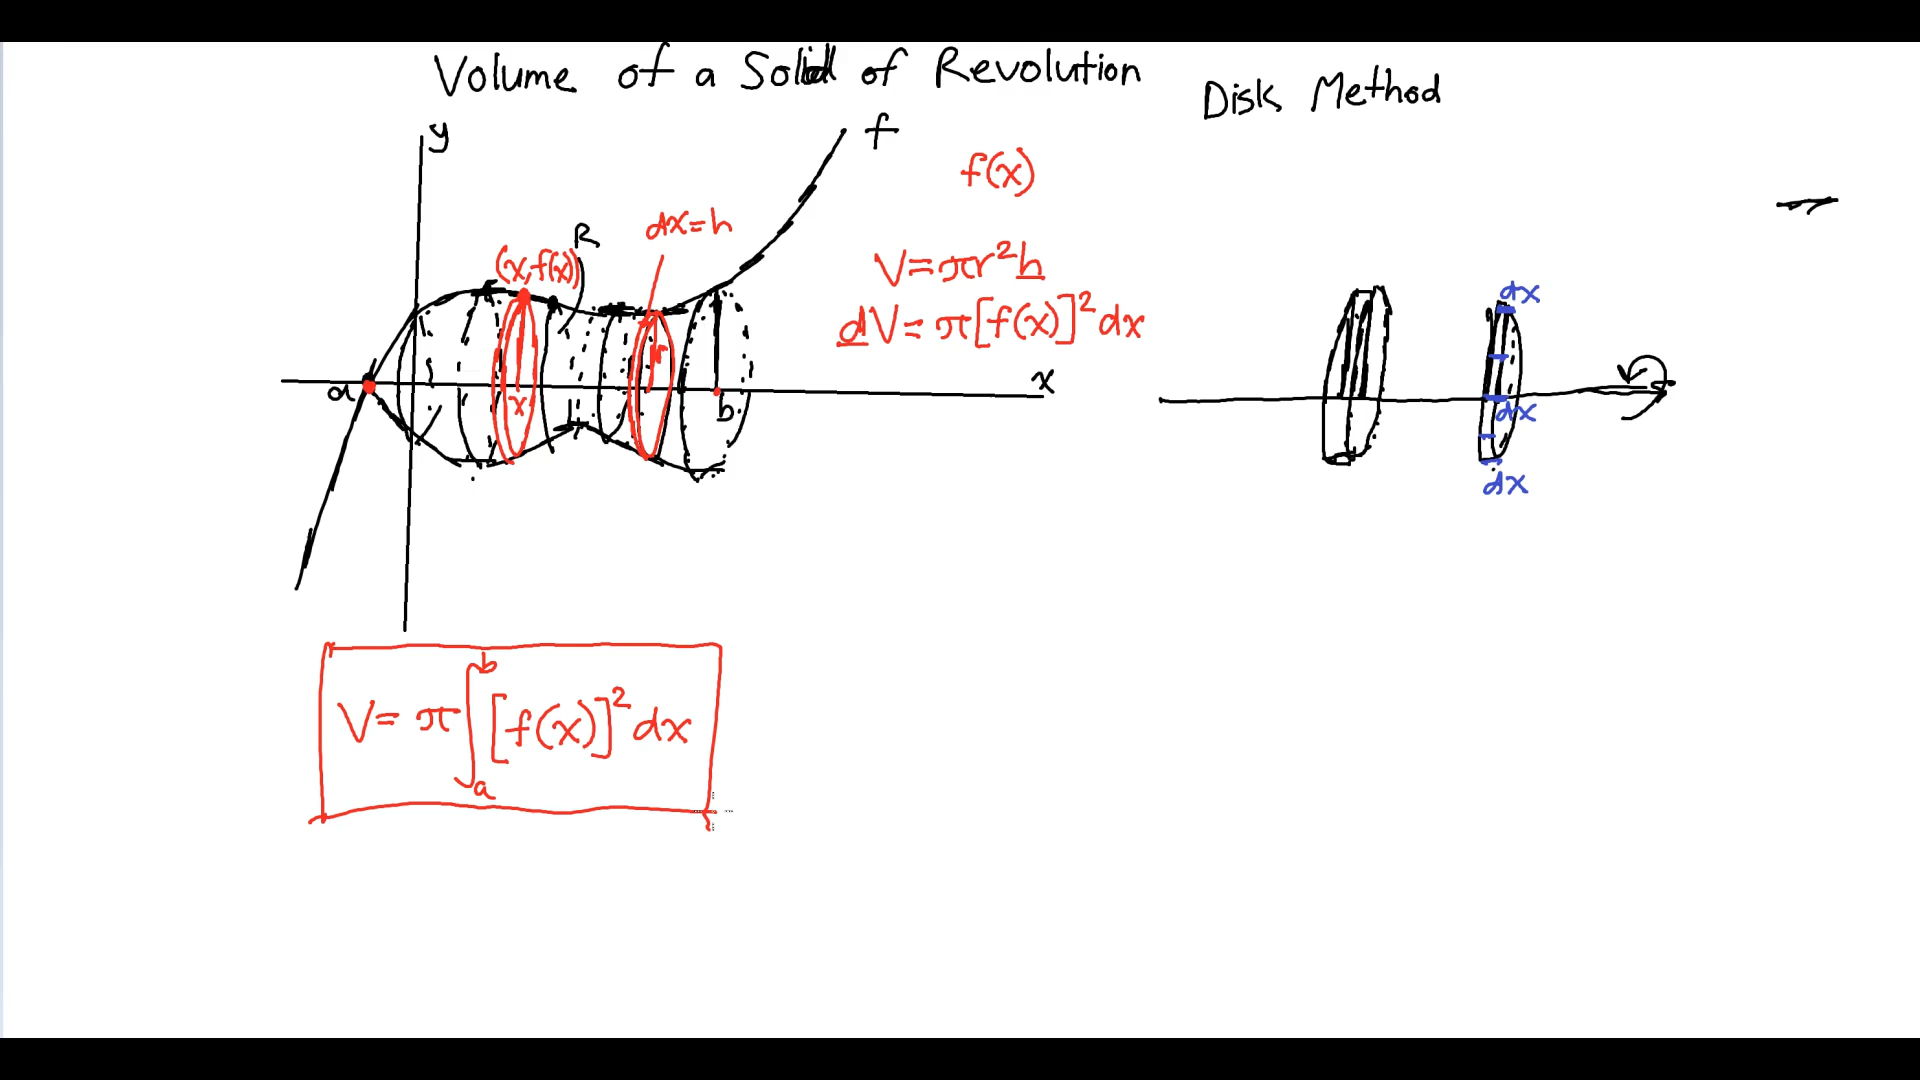 Volume of a Solid of Revolution
Disk Method
y
f
f(x)
dx=h
R
(x,f(x))
V=πr²h
dV=π[f(x)]²dx
r
a
x
b
x
dx
dx
dx
V=π∫ₐᵇ[f(x)]²dx